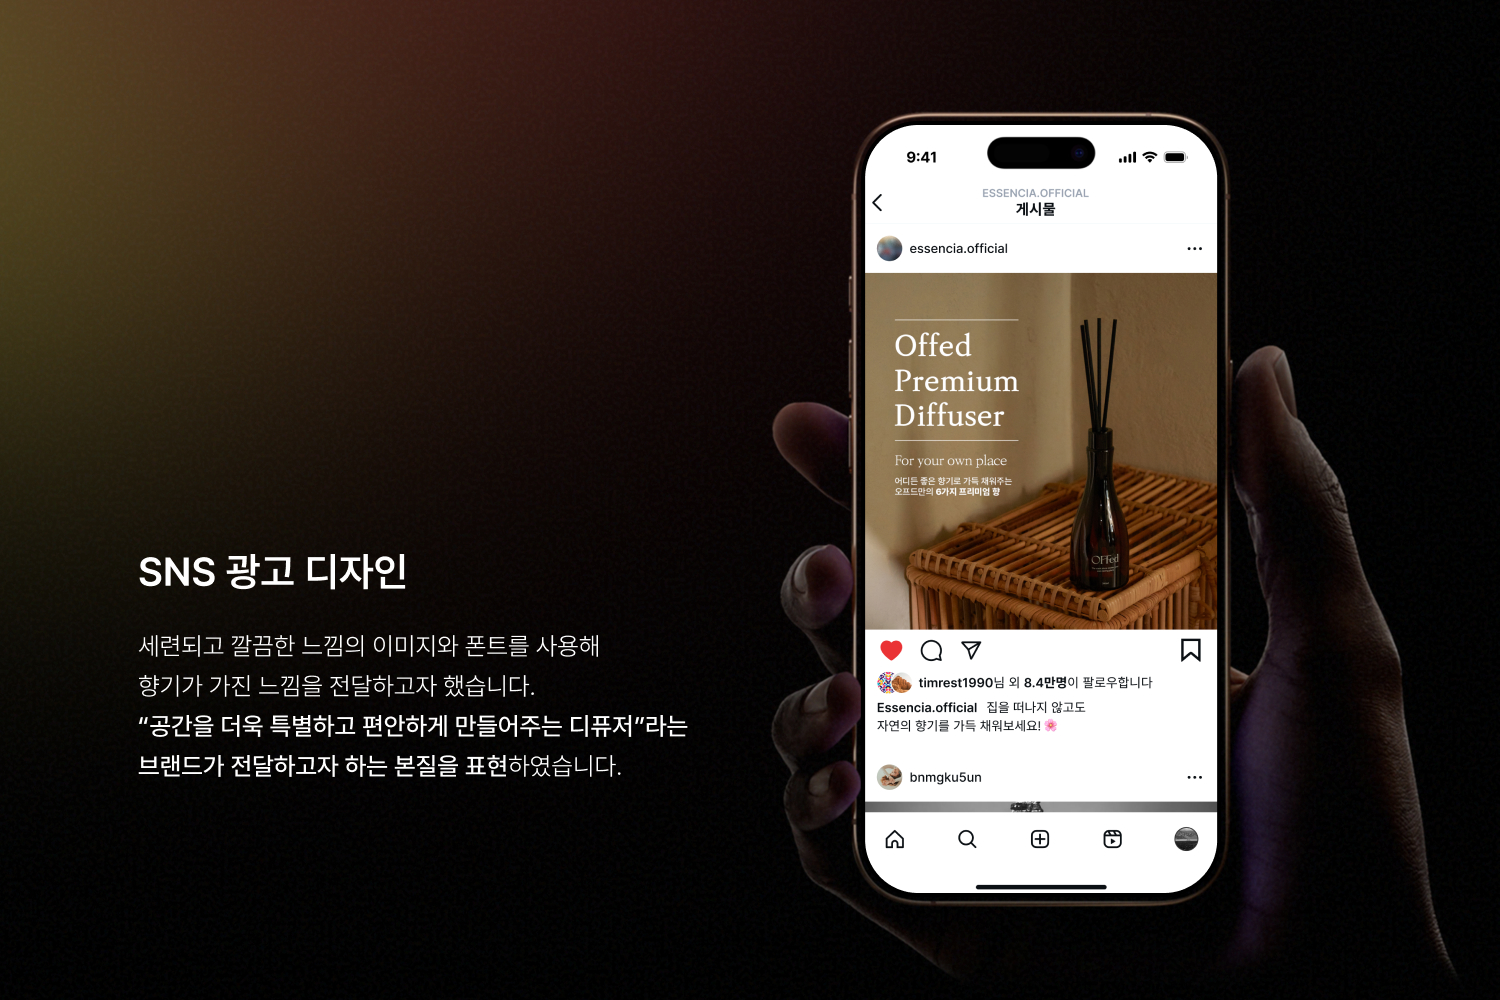 SNS 광고 디자인
세련되고 깔끔한 느낌의 이미지와 폰트를 사용해
향기가 가진 느낌을 전달하고자 했습니다.
“공간을 더욱 특별하고 편안하게 만들어주는 디퓨저”라는
브랜드가 전달하고자 하는 본질을 표현하였습니다.
9:41
ESSENCIA.OFFICIAL
게시물
essencia.official
Offed
Premium
Diffuser
For your own place
어디든 좋은 향기로 가득 채워주는
오프드만의 6가지 프리미엄 향
OFFed
timrest1990님 외 8.4만명이 팔로우합니다
Essencia.official 집을 떠나지 않고도
자연의 향기를 가득 채워보세요! 🌸
bnmgku5un